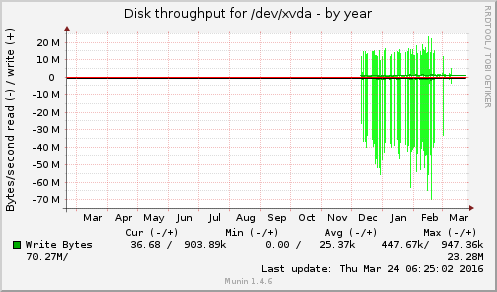 Disk throughput for /dev/xvda - by year
RRDTOOL / TOBI OETIKER
Bytes/second read (-) / write (+)
20 M
10 M
0
-10 M
-20 M
-30 M
-40 M
-50 M
-60 M
-70 M
Mar Apr May Jun Jul Aug Sep Oct Nov Dec Jan Feb Mar
Cur (-/+) Min (-/+) Avg (-/+) Max (-/+)
Write Bytes 36.68 / 903.89k 0.00 / 25.37k 447.67k/ 947.36k
70.27M/ 23.28M
Last update: Thu Mar 24 06:25:02 2016
Munin 1.4.6